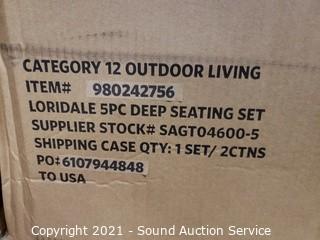 CATEGORY 12 OUTDOOR LIVING
ITEM# 980242756
LORIDALE 5PC DEEP SEATING SET
SUPPLIER STOCK# SAGT04600-5
SHIPPING CASE QTY: 1 SET/ 2CTNS
PO#6107944848
TO USA
Copyright 2021 - Sound Auction Service